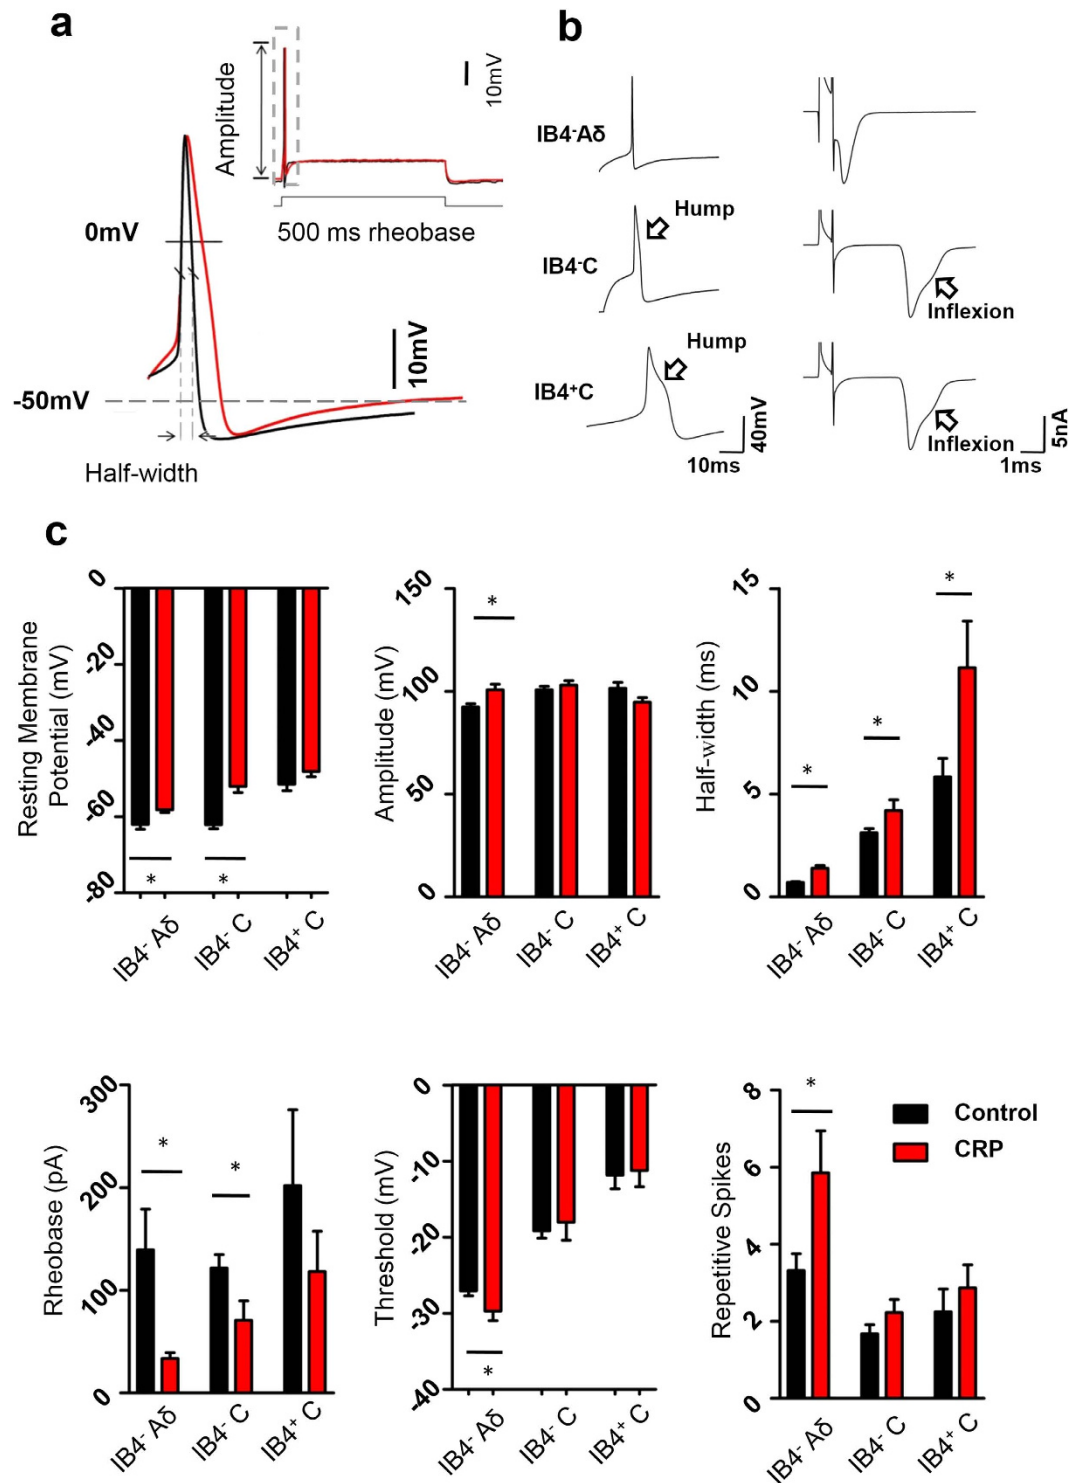 a
b
Amplitude
10mV
500 ms rheobase
0mV
10mV
-50mV
Half-width
IB4⁻Aδ
Hump
IB4⁻C
Inflexion
Hump
IB4⁺C
Inflexion
40mV
10ms
5nA
1ms
c
Resting Membrane
Potential (mV)
0
-20
-40
-60
-80
*
*
IB4⁻ Aδ
IB4⁻ C
IB4⁺ C
Amplitude (mV)
150
100
50
0
*
IB4⁻ Aδ
IB4⁻ C
IB4⁺ C
Half-width (ms)
15
10
5
0
*
*
*
IB4⁻ Aδ
IB4⁻ C
IB4⁺ C
Rheobase (pA)
300
200
100
0
*
*
IB4⁻ Aδ
IB4⁻ C
IB4⁺ C
Threshold (mV)
0
-10
-20
-30
-40
*
IB4⁻ Aδ
IB4⁻ C
IB4⁺ C
Repetitive Spikes
8
6
4
2
0
*
Control
CRP
IB4⁻ Aδ
IB4⁻ C
IB4⁺ C